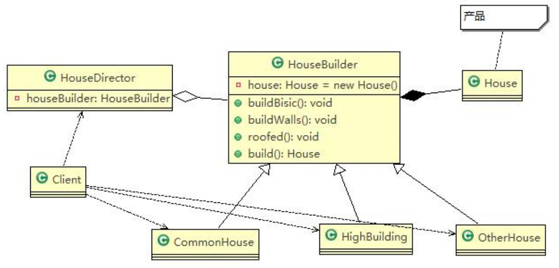 产品
HouseBuilder
house: House = new House()
buildBisic(): void
buildWalls(): void
roofed(): void
build(): House
HouseDirector
houseBuilder: HouseBuilder
House
Client
CommonHouse
HighBuilding
OtherHouse